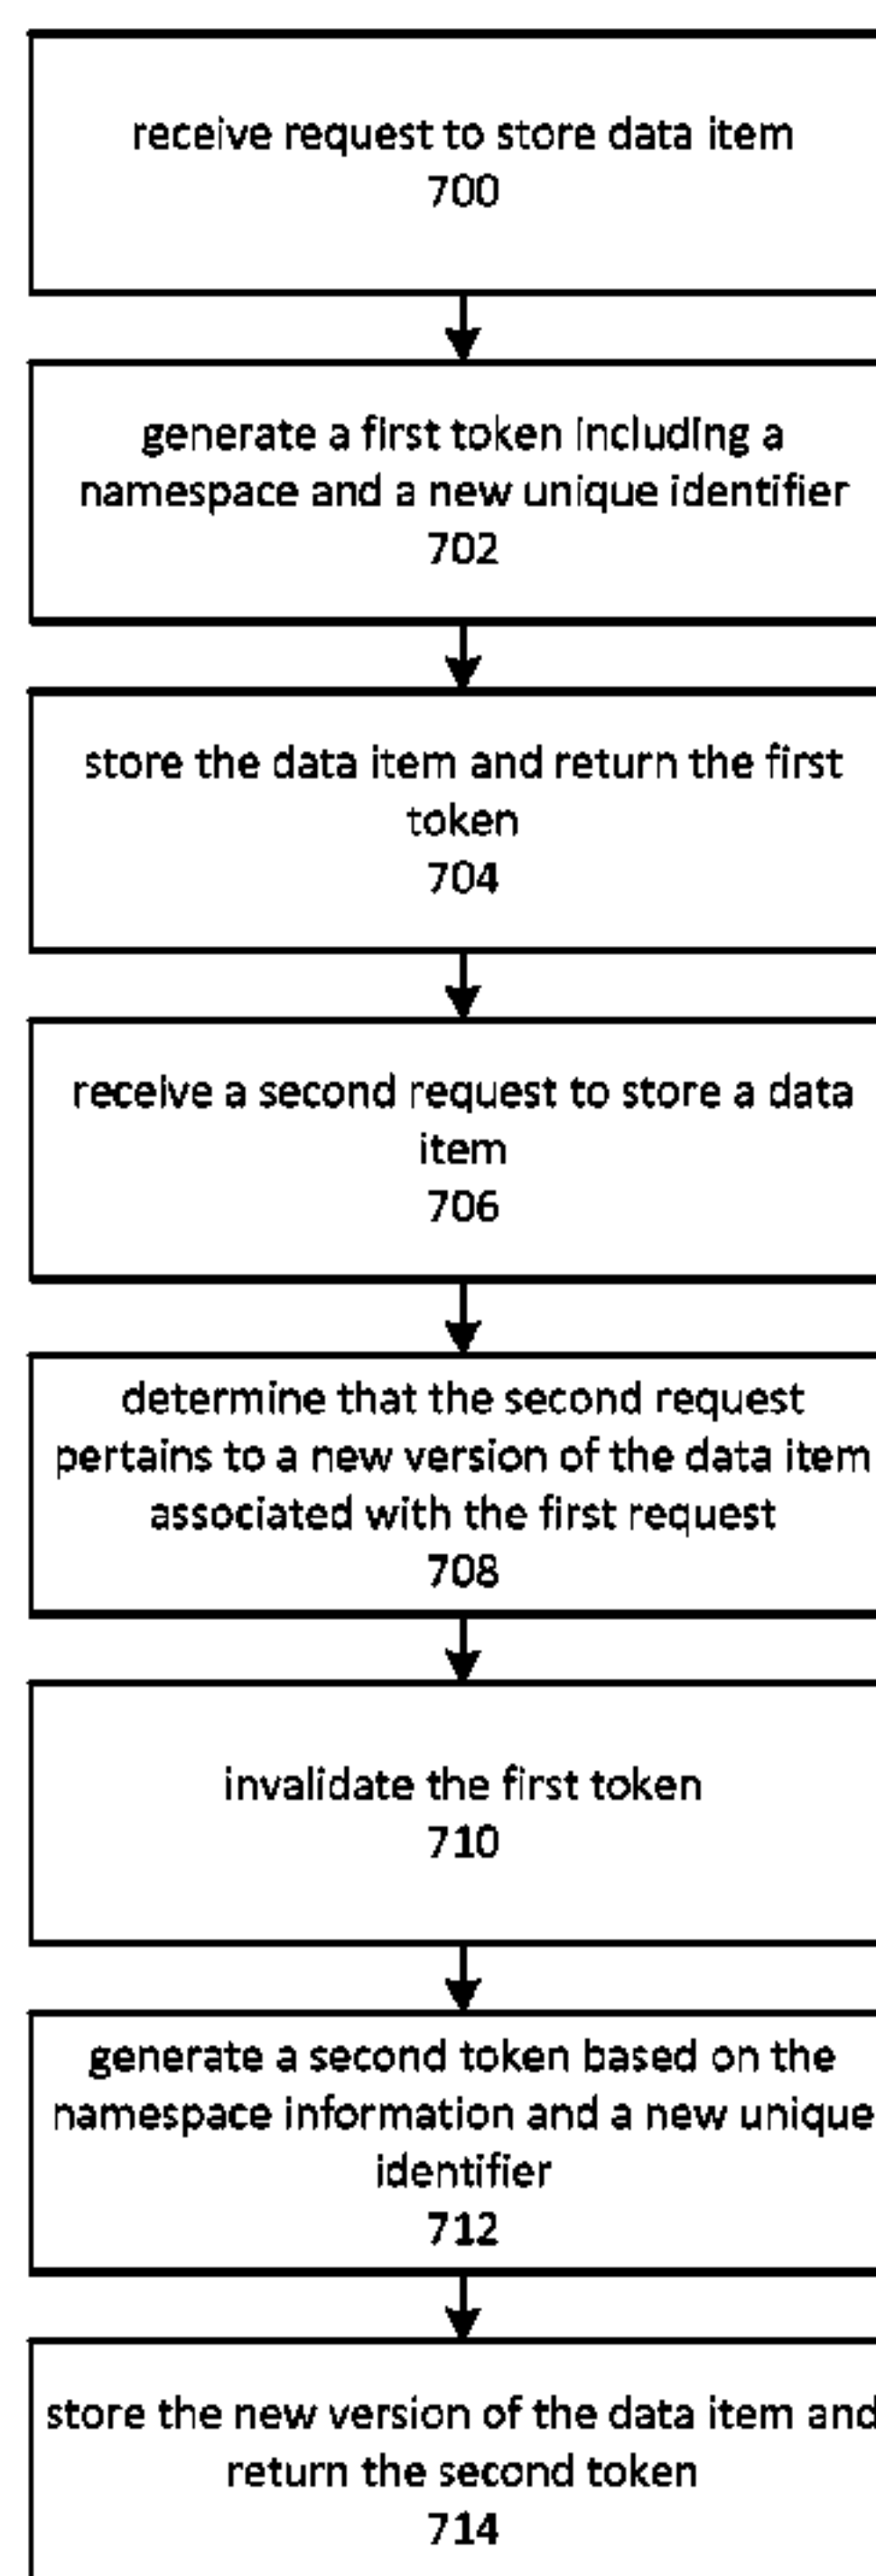 receive request to store data item
700
generate a first token including a
namespace and a new unique identifier
702
store the data item and return the first
token
704
receive a second request to store a data
item
706
determine that the second request
pertains to a new version of the data item
associated with the first request
708
invalidate the first token
710
generate a second token based on the
namespace information and a new unique
identifier
712
store the new version of the data item and
return the second token
714